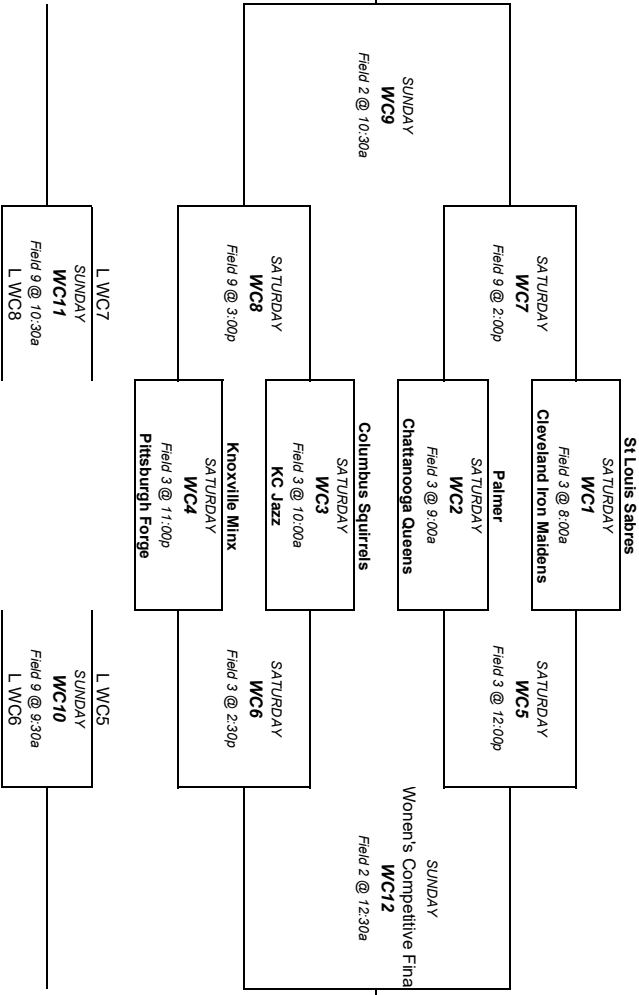 St Louis Sabres
SATURDAY
WC1
Field 3 @ 8:00a
Cleveland Iron Maidens
SATURDAY
WC7
Field 9 @ 2:00p
SATURDAY
WC5
Field 3 @ 12:00p
Palmer
SATURDAY
WC2
Field 3 @ 9:00a
Chattanooga Queens
SUNDAY
WC9
Field 2 @ 10:30a
SUNDAY
Wonen's Competitive Fina
WC12
Field 2 @ 12:30a
Columbus Squirrels
SATURDAY
WC3
Field 3 @ 10:00a
KC Jazz
SATURDAY
WC8
Field 9 @ 3:00p
SATURDAY
WC6
Field 3 @ 2:30p
Knoxville Minx
SATURDAY
WC4
Field 3 @ 11:00p
Pittsburgh Forge
L WC7
SUNDAY
WC11
Field 9 @ 10:30a
L WC8
L WC5
SUNDAY
WC10
Field 9 @ 9:30a
L WC6